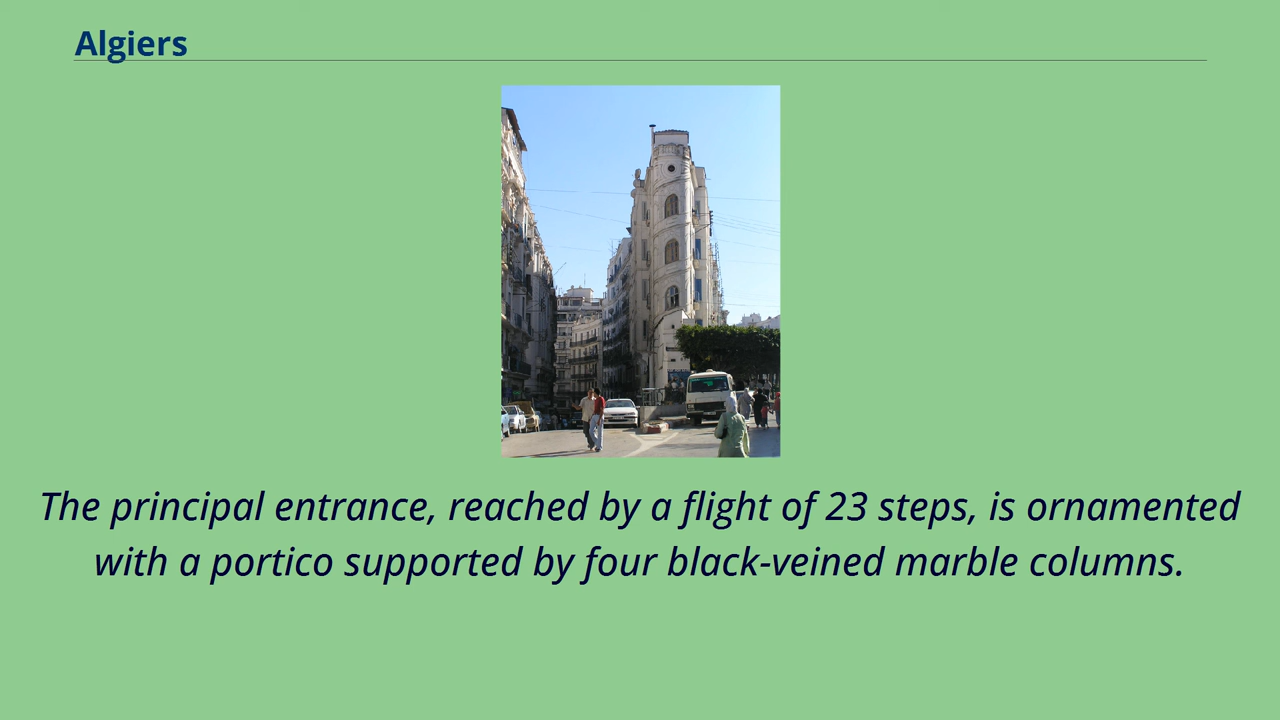 Algiers
The principal entrance, reached by a flight of 23 steps, is ornamented
with a portico supported by four black-veined marble columns.